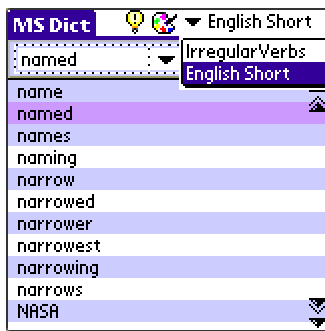 MS Dict English Short
named IrregularVerbs
English Short
name
named
names
naming
narrow
narrowed
narrower
narrowest
narrowing
narrows
NASA